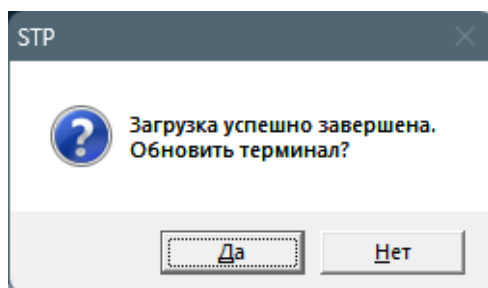 STP
Загрузка успешно завершена.
Обновить терминал?
Да
Нет